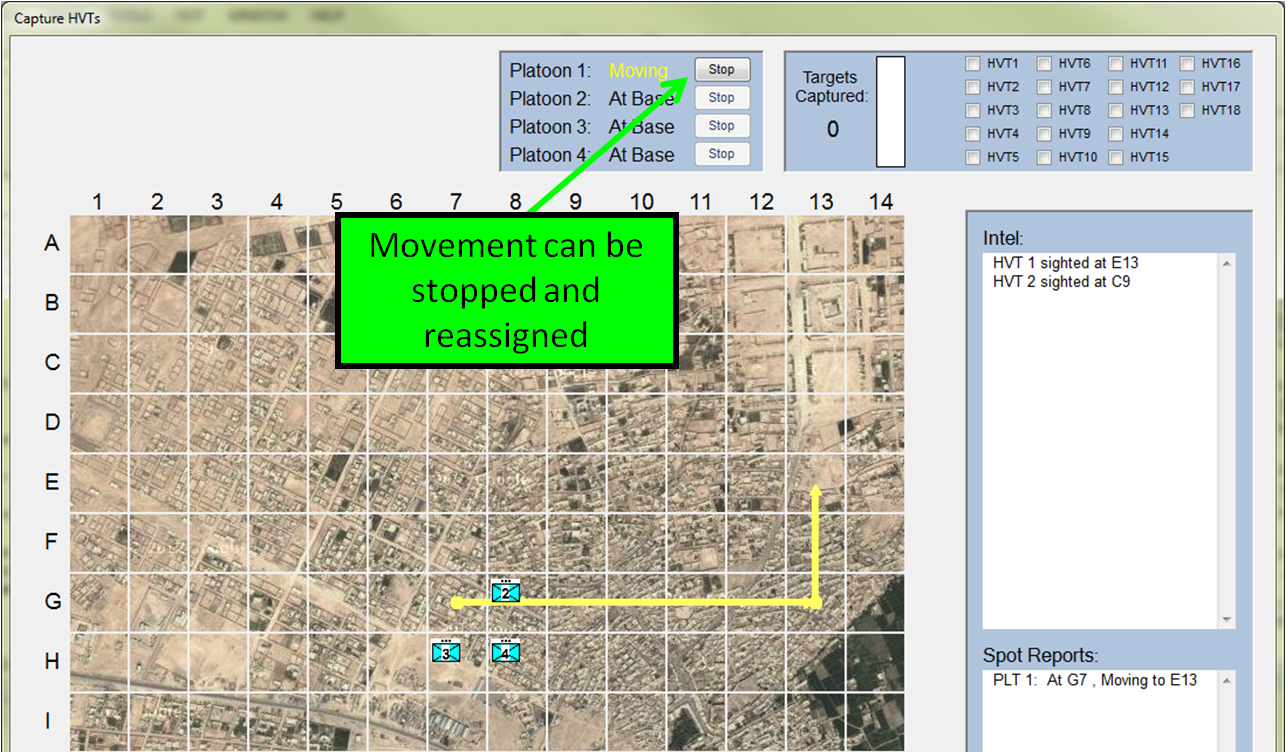 Capture HVTs
Platoon 1: Moving Stop
Platoon 2: At Base Stop
Platoon 3: At Base Stop
Platoon 4: At Base Stop
Targets
Captured:
0
HVT1 HVT6 HVT11 HVT16
HVT2 HVT7 HVT12 HVT17
HVT3 HVT8 HVT13 HVT18
HVT4 HVT9 HVT14
HVT5 HVT10 HVT15
1 2 3 4 5 6 7 8 9 10 11 12 13 14
A
B
C
D
E
F
G
H
I
Movement can be
stopped and
reassigned
2
3
4
Intel:
HVT 1 sighted at E13
HVT 2 sighted at C9
Spot Reports:
PLT 1: At G7 , Moving to E13